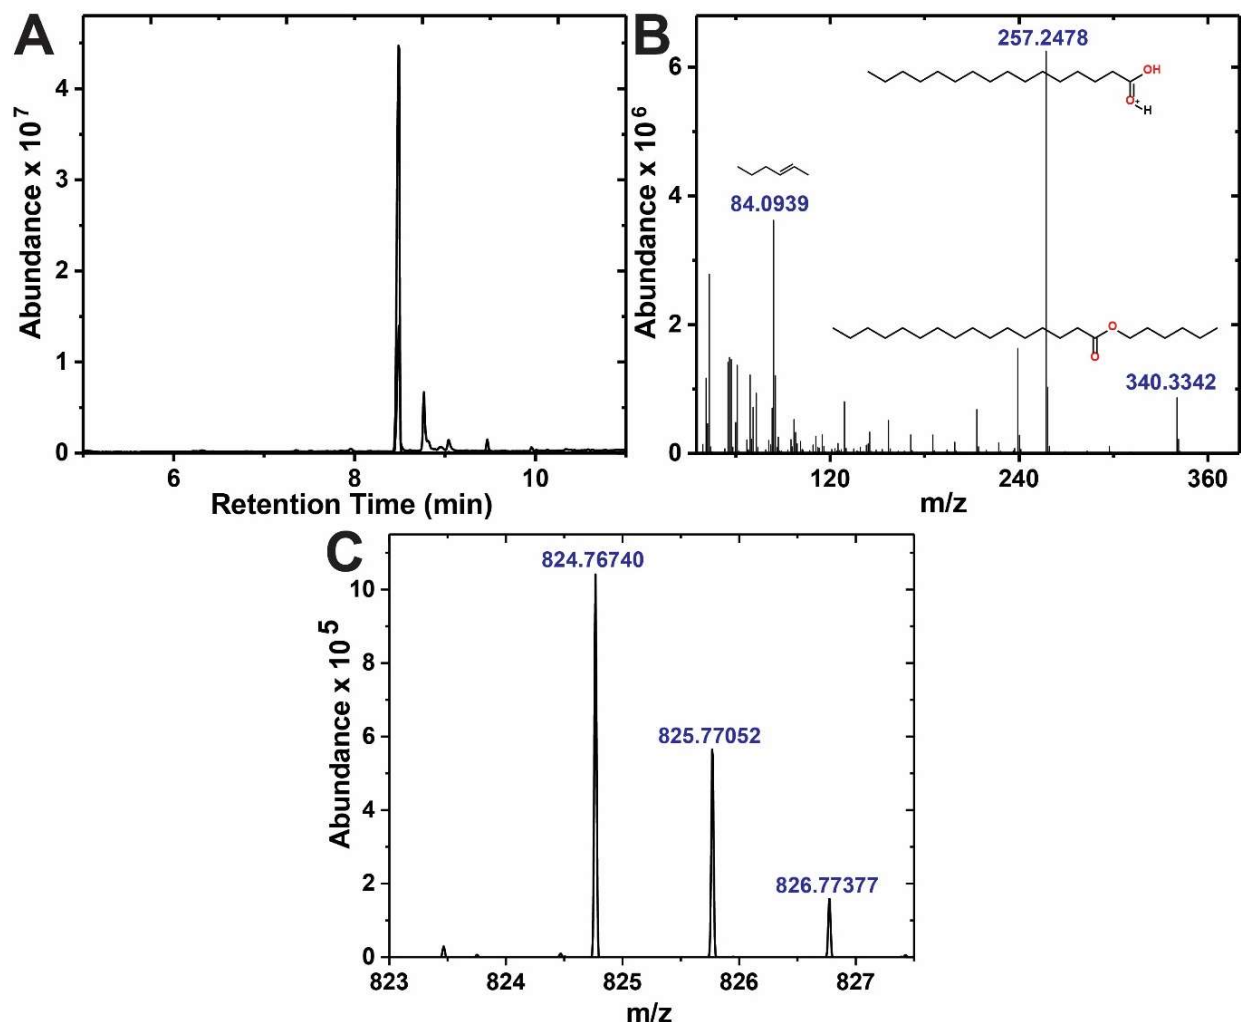 A
Abundance x 10 7
4
3
2
1
0
6
8
10
Retention Time (min)
B
Abundance x 10 6
6
4
2
0
257.2478
OH
O+
H
84.0939
O
O
340.3342
120
240
360
m/z
C
Abundance x 10 5
10
8
6
4
2
0
824.76740
825.77052
826.77377
823
824
825
826
827
m/z